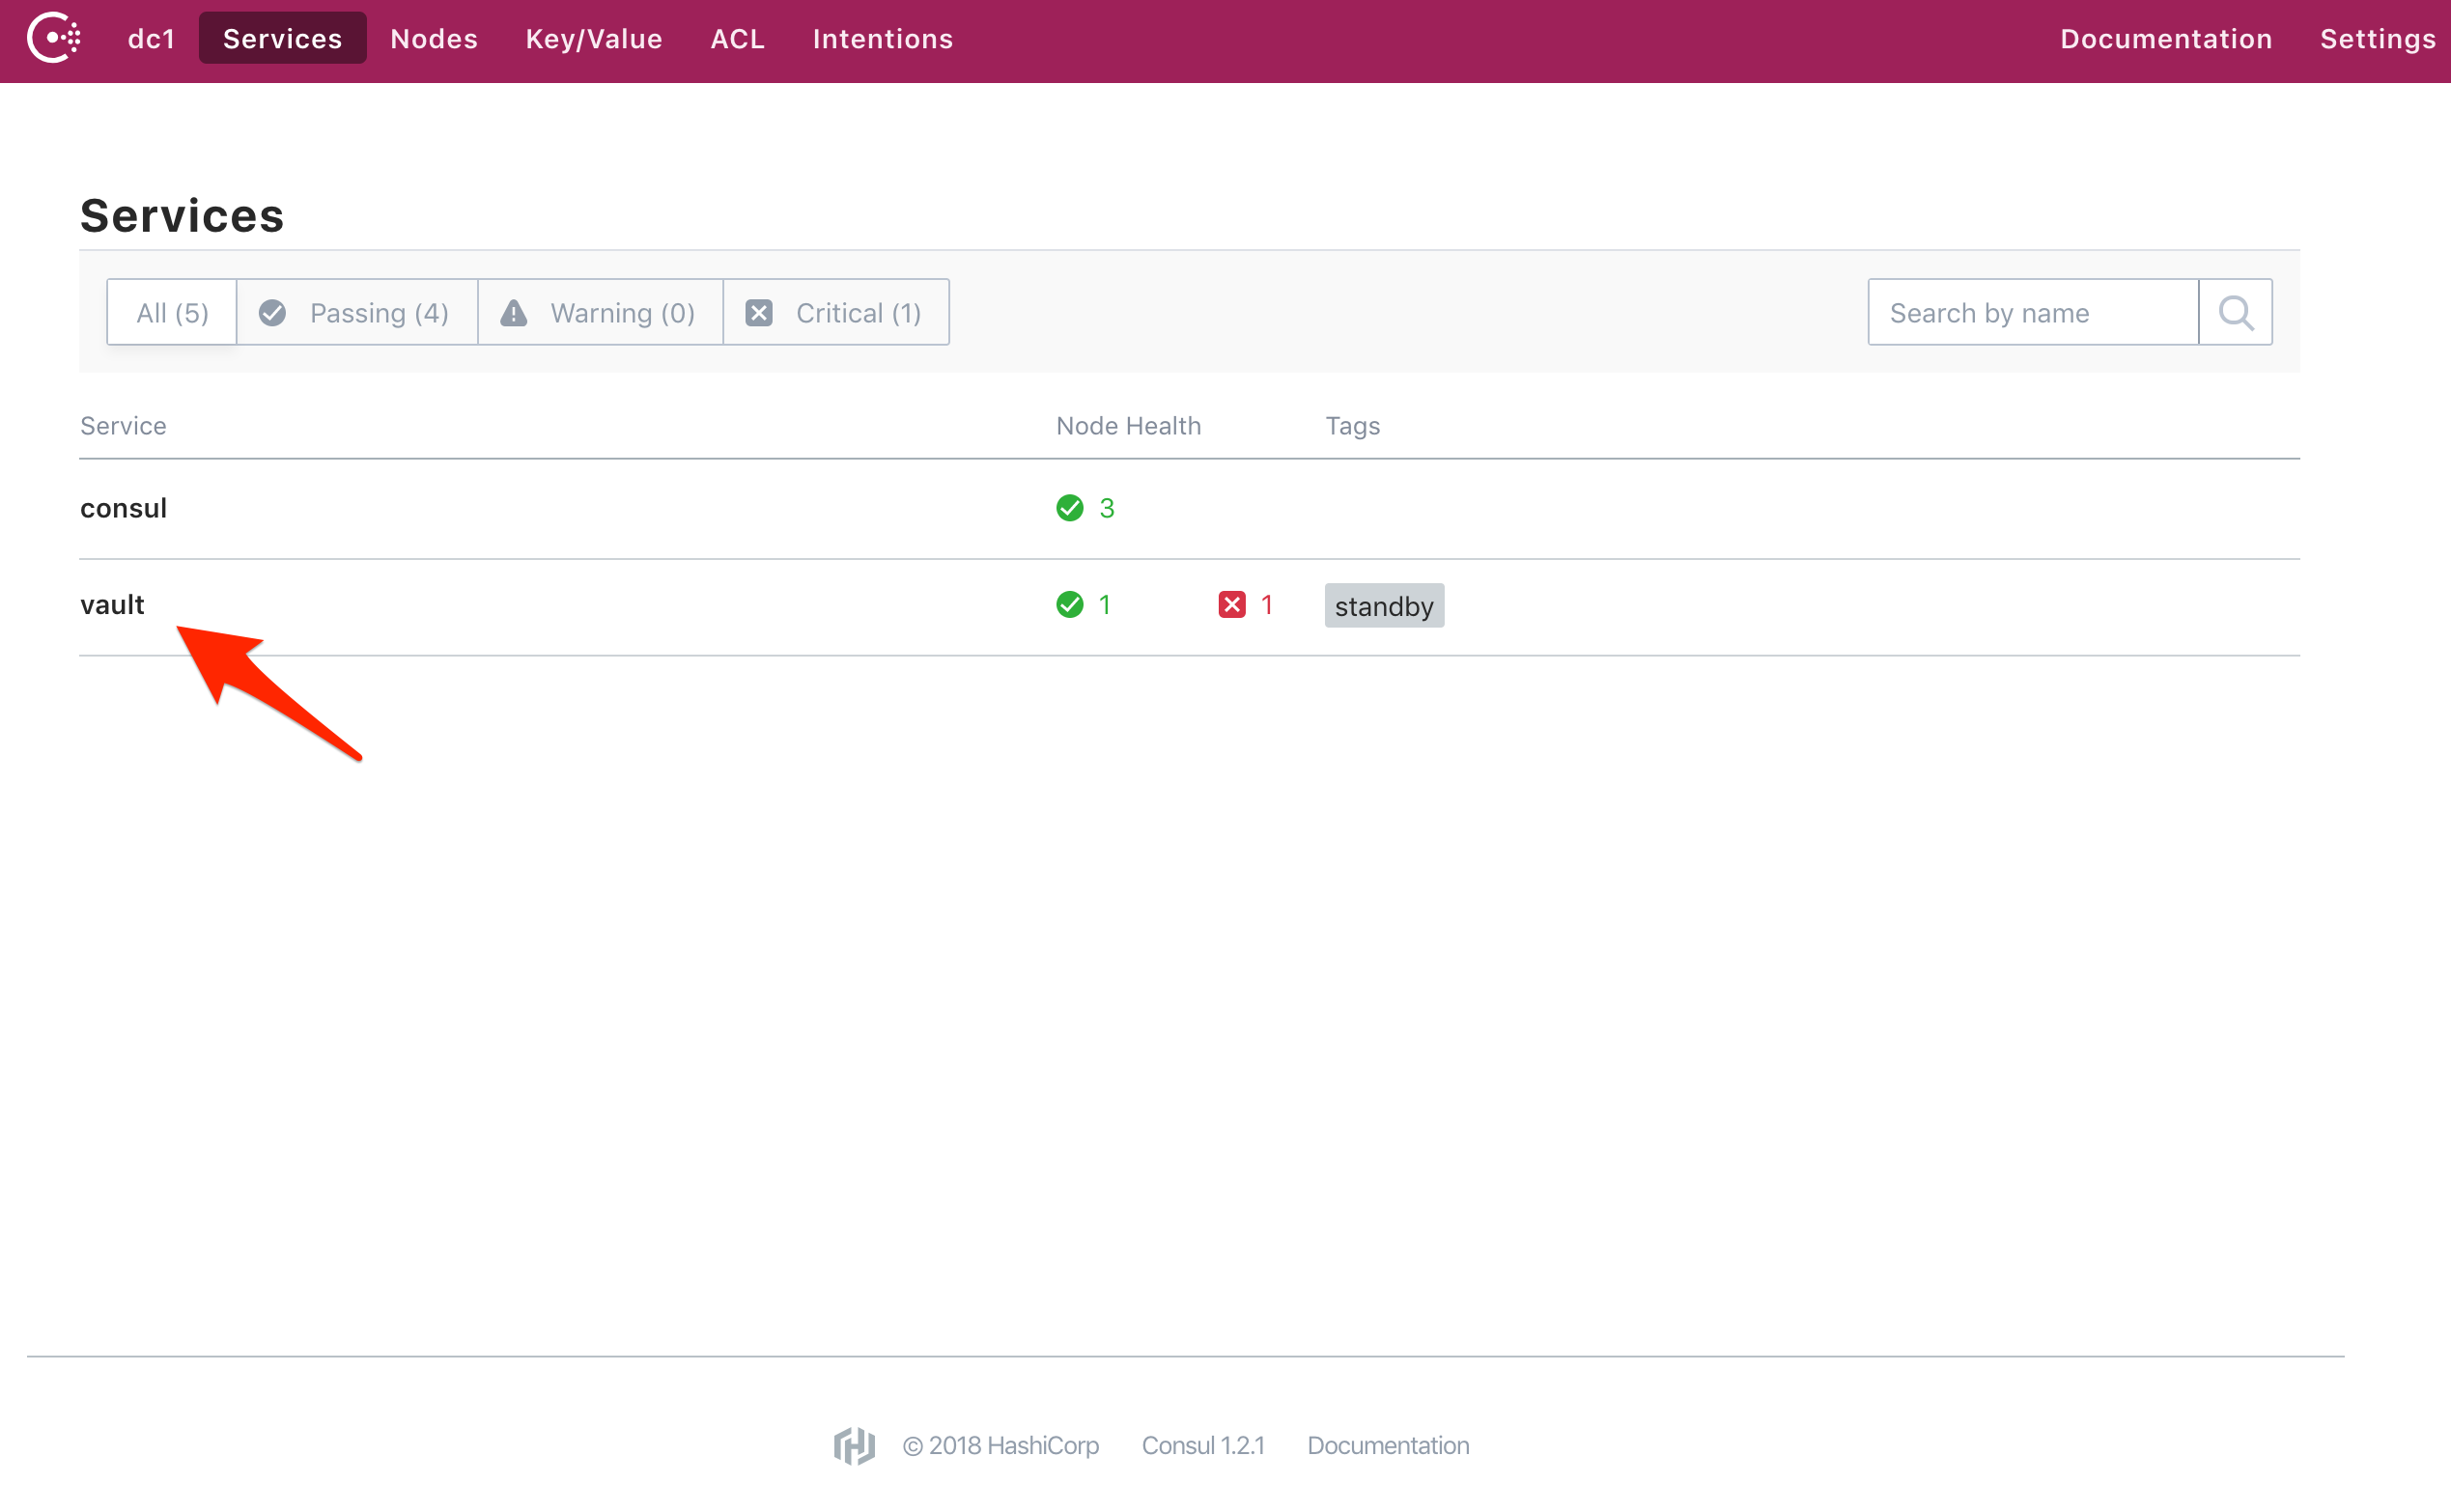 dc1 Services Nodes Key/Value ACL Intentions Documentation Settings
Services
All (5) Passing (4) Warning (0) Critical (1) Search by name
Service Node Health Tags
consul 3
vault 1 1 standby
© 2018 HashiCorp Consul 1.2.1 Documentation